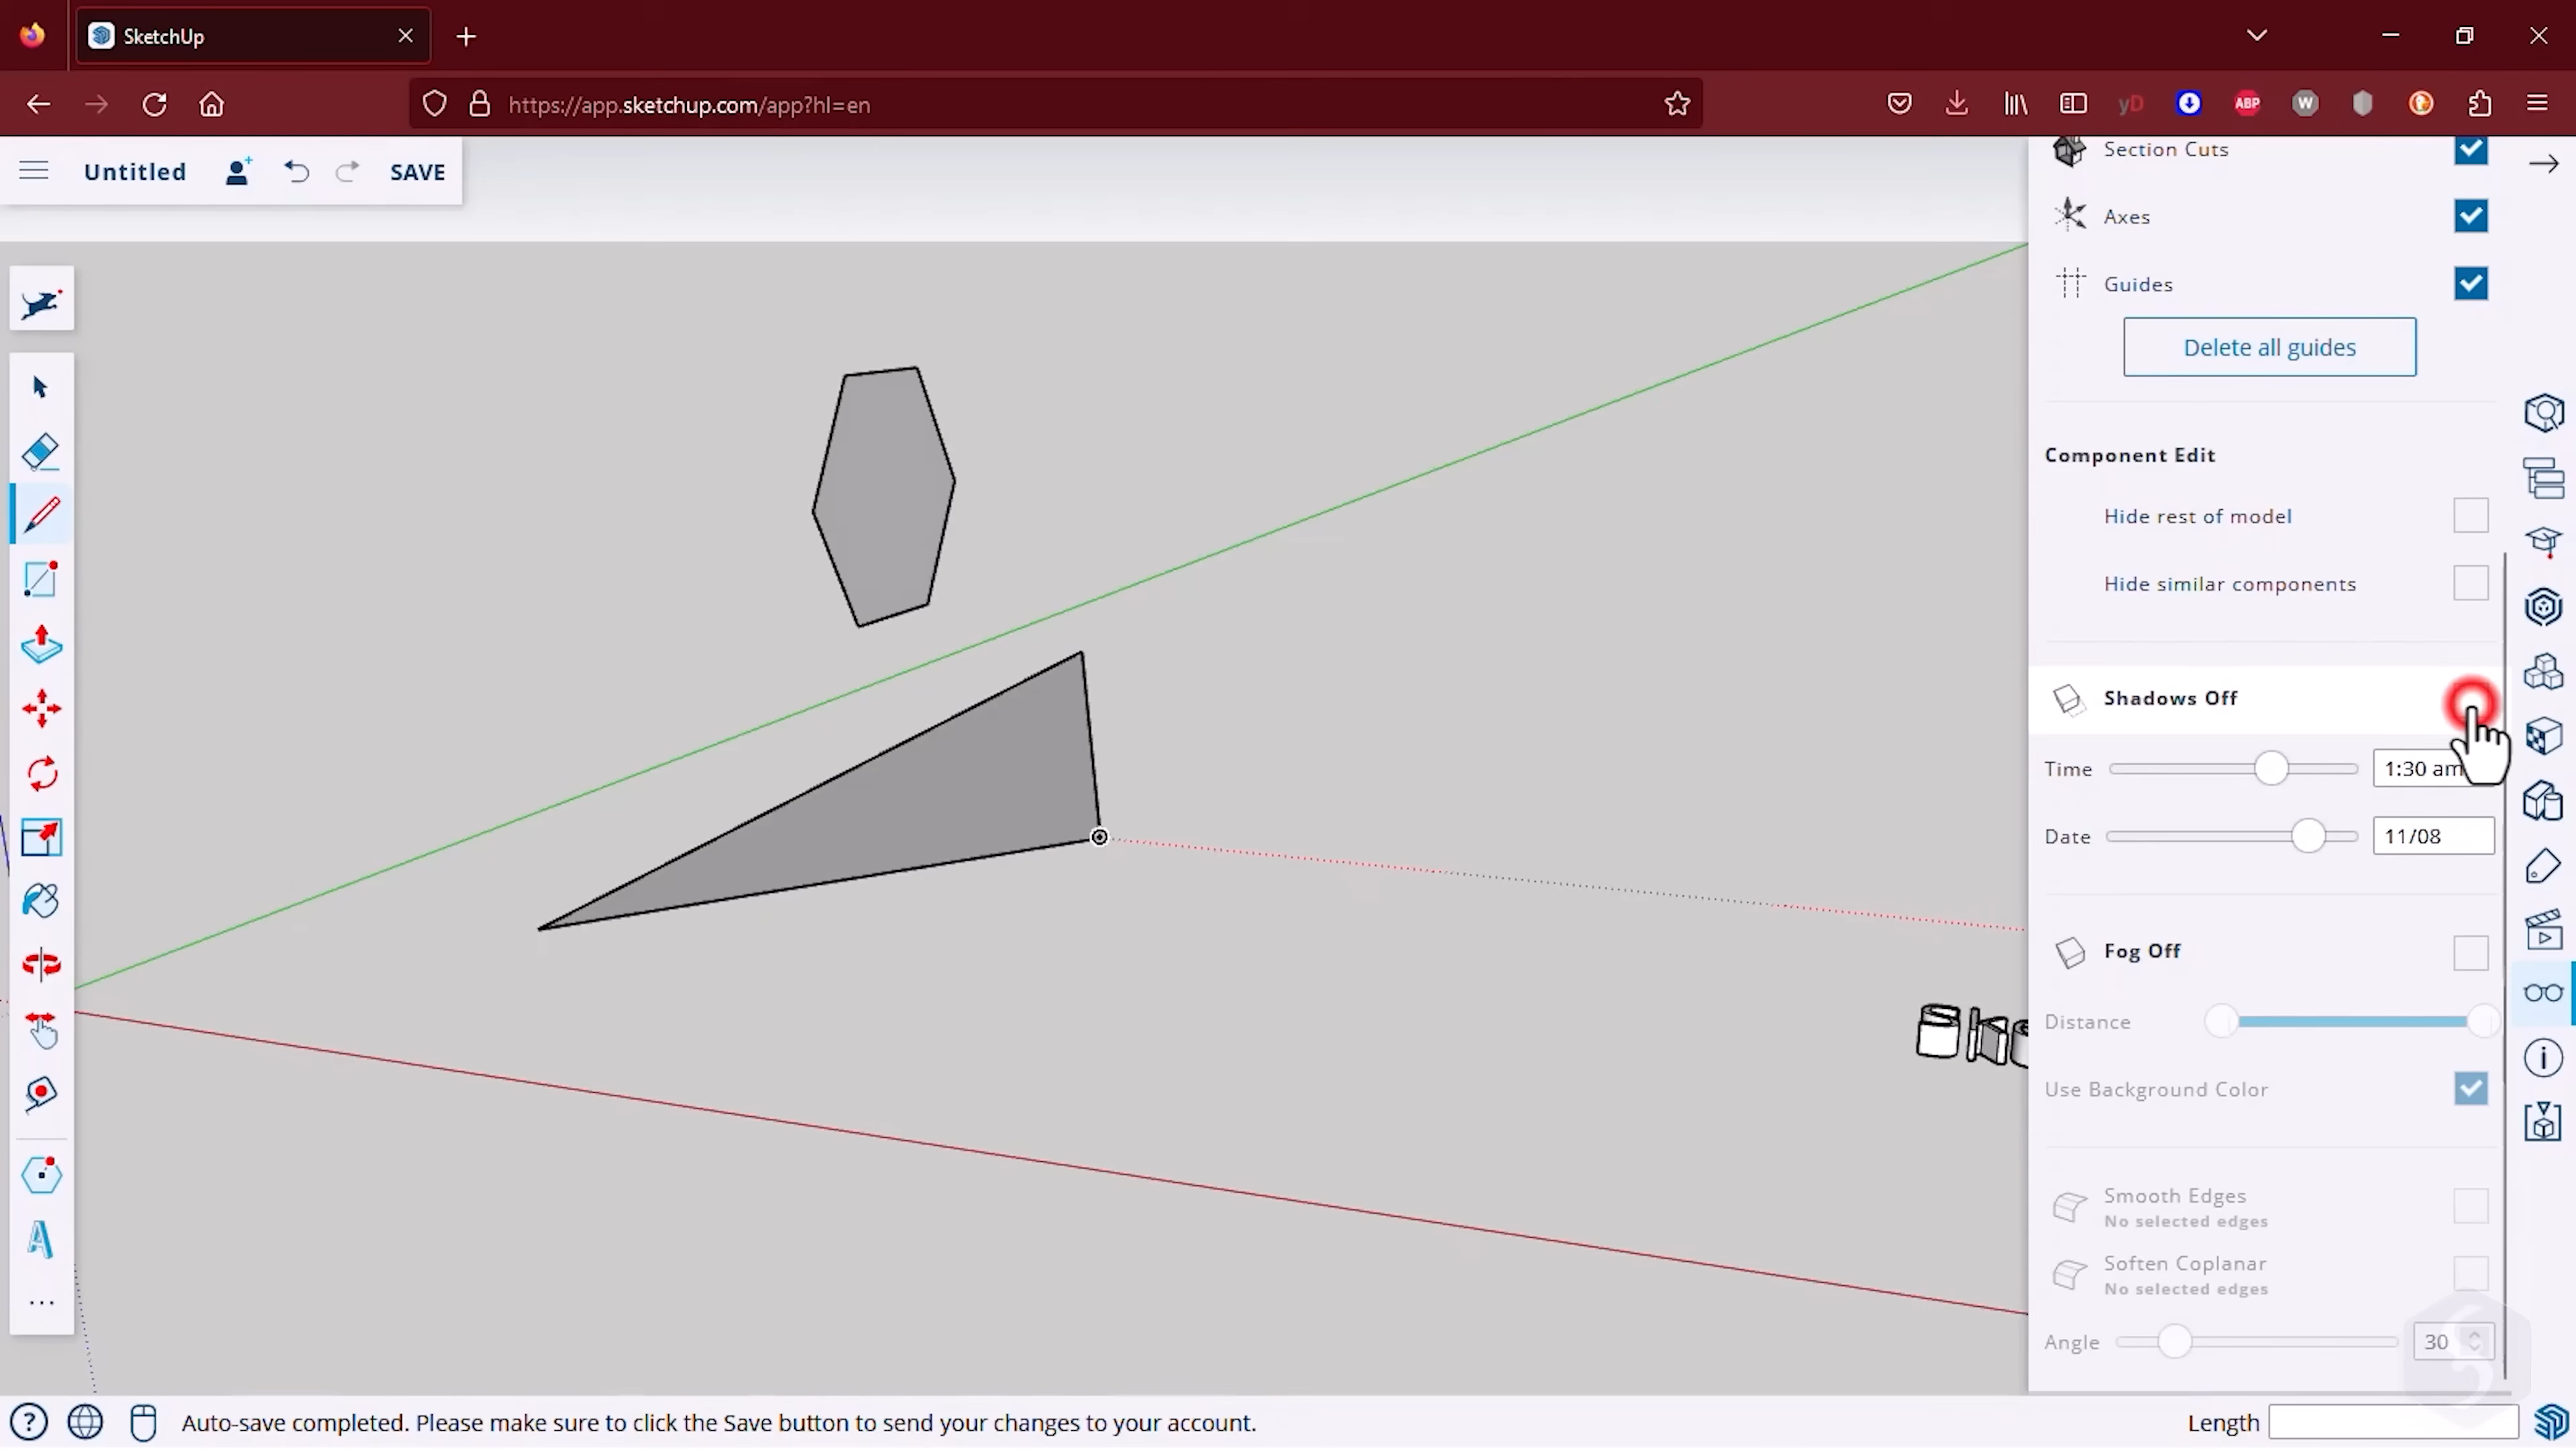 SketchUp
https://app.sketchup.com/app?hl=en
yD
ABP
W
Untitled
SAVE
Section Cuts
Axes
Guides
Delete all guides
Component Edit
Hide rest of model
Hide similar components
Shadows Off
Time
1:30 am
Date
11/08
Fog Off
Distance
Use Background Color
Smooth Edges
No selected edges
Soften Coplanar
No selected edges
Angle
30
Auto-save completed. Please make sure to click the Save button to send your changes to your account.
Length